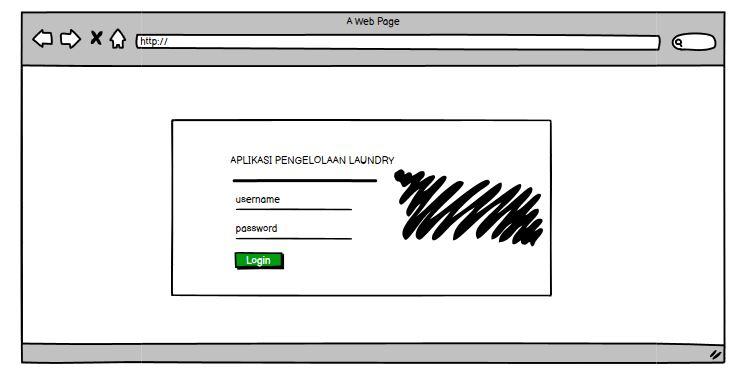 A Web Page
http://
APLIKASI PENGELOLAAN LAUNDRY
username
password
Login